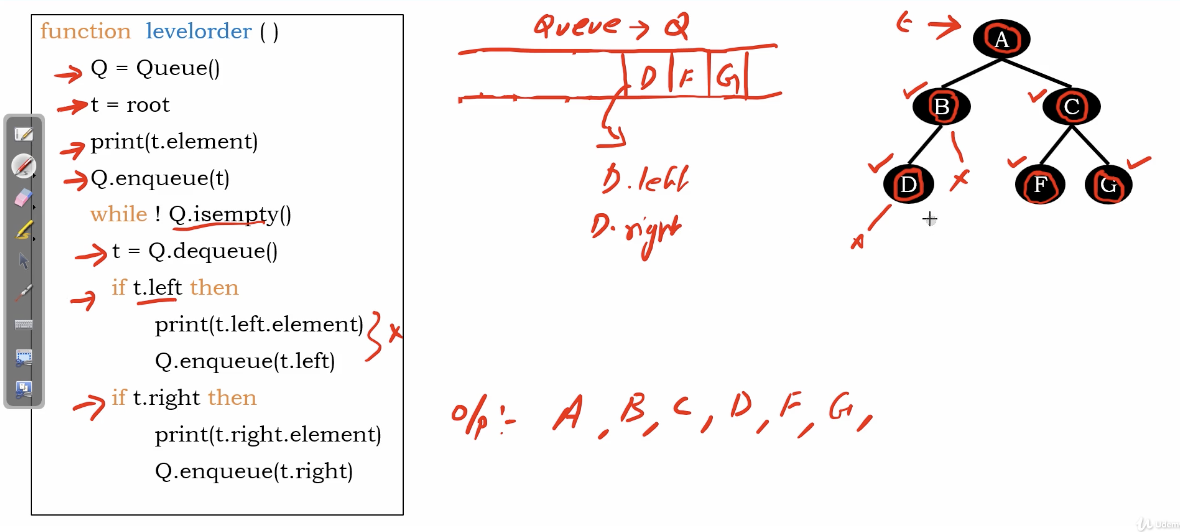 function levelorder ( )
Q = Queue()
t = root
print(t.element)
Q.enqueue(t)
while ! Q.isempty()
t = Q.dequeue()
if t.left then
print(t.left.element)
Q.enqueue(t.left)
if t.right then
print(t.right.element)
Q.enqueue(t.right)
x
Queue → Q
D F G
D.left
D.right
t → A
B C
D x F G
x
o/p :- A, B, C, D, F, G,
Udemy